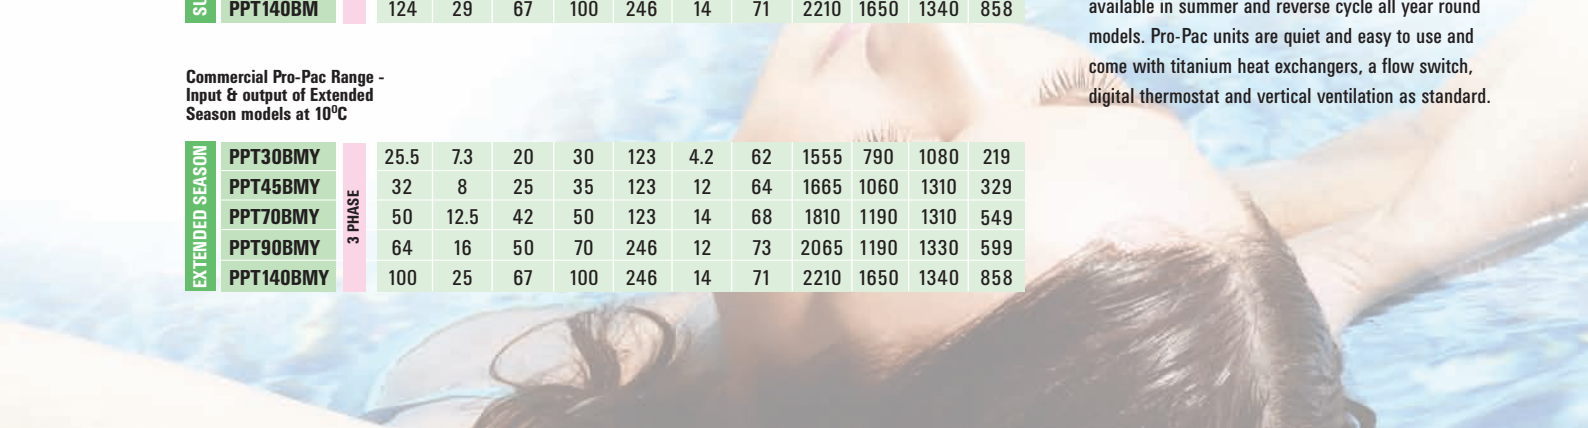 PPT140BM 124 29 67 100 246 14 71 2210 1650 1340 858
Commercial Pro-Pac Range -
Input & output of Extended
Season models at 10⁰C
EXTENDED SEASON
3 PHASE
PPT30BMY 25.5 7.3 20 30 123 4.2 62 1555 790 1080 219
PPT45BMY 32 8 25 35 123 12 64 1665 1060 1310 329
PPT70BMY 50 12.5 42 50 123 14 68 1810 1190 1310 549
PPT90BMY 64 16 50 70 246 12 73 2065 1190 1330 599
PPT140BMY 100 25 67 100 246 14 71 2210 1650 1340 858
available in summer and reverse cycle all year round
models. Pro-Pac units are quiet and easy to use and
come with titanium heat exchangers, a flow switch,
digital thermostat and vertical ventilation as standard.